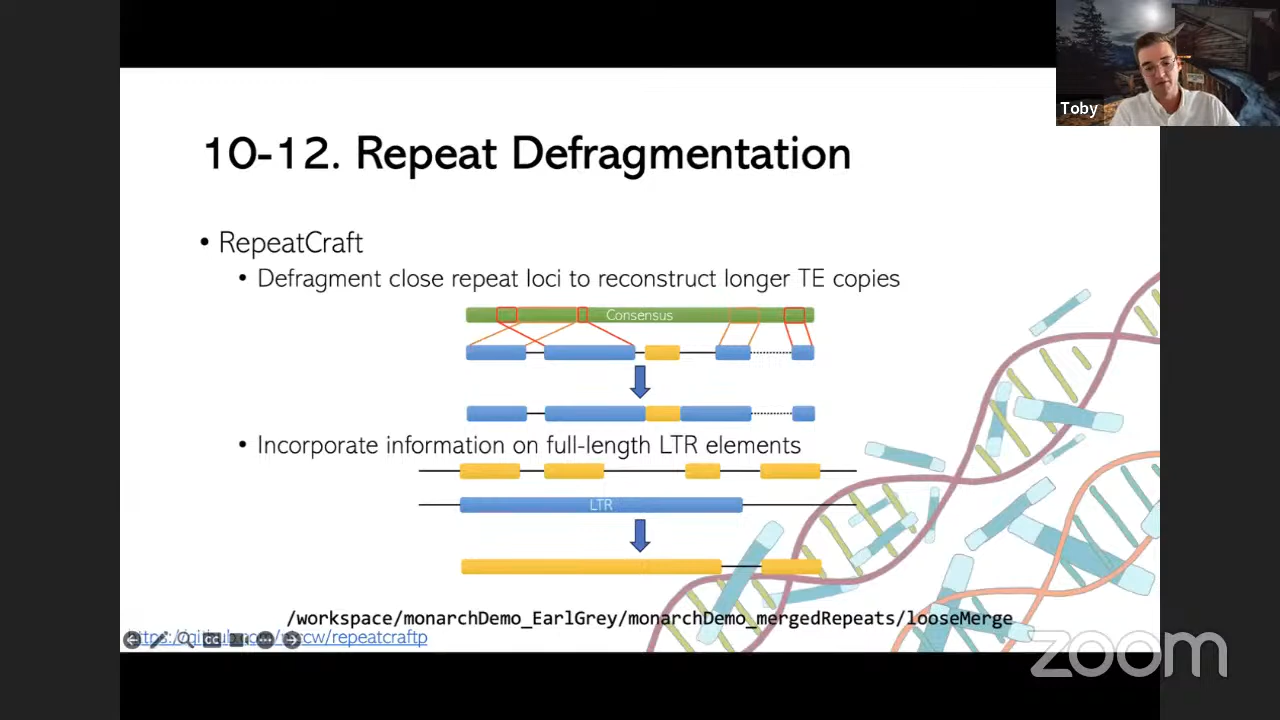 Toby
10-12. Repeat Defragmentation
• RepeatCraft
• Defragment close repeat loci to reconstruct longer TE copies
Consensus
• Incorporate information on full-length LTR elements
LTR
/workspace/monarchDemo_EarlGrey/monarchDemo_mergedRepeats/looseMerge
cw/repeatcraftp
zoom